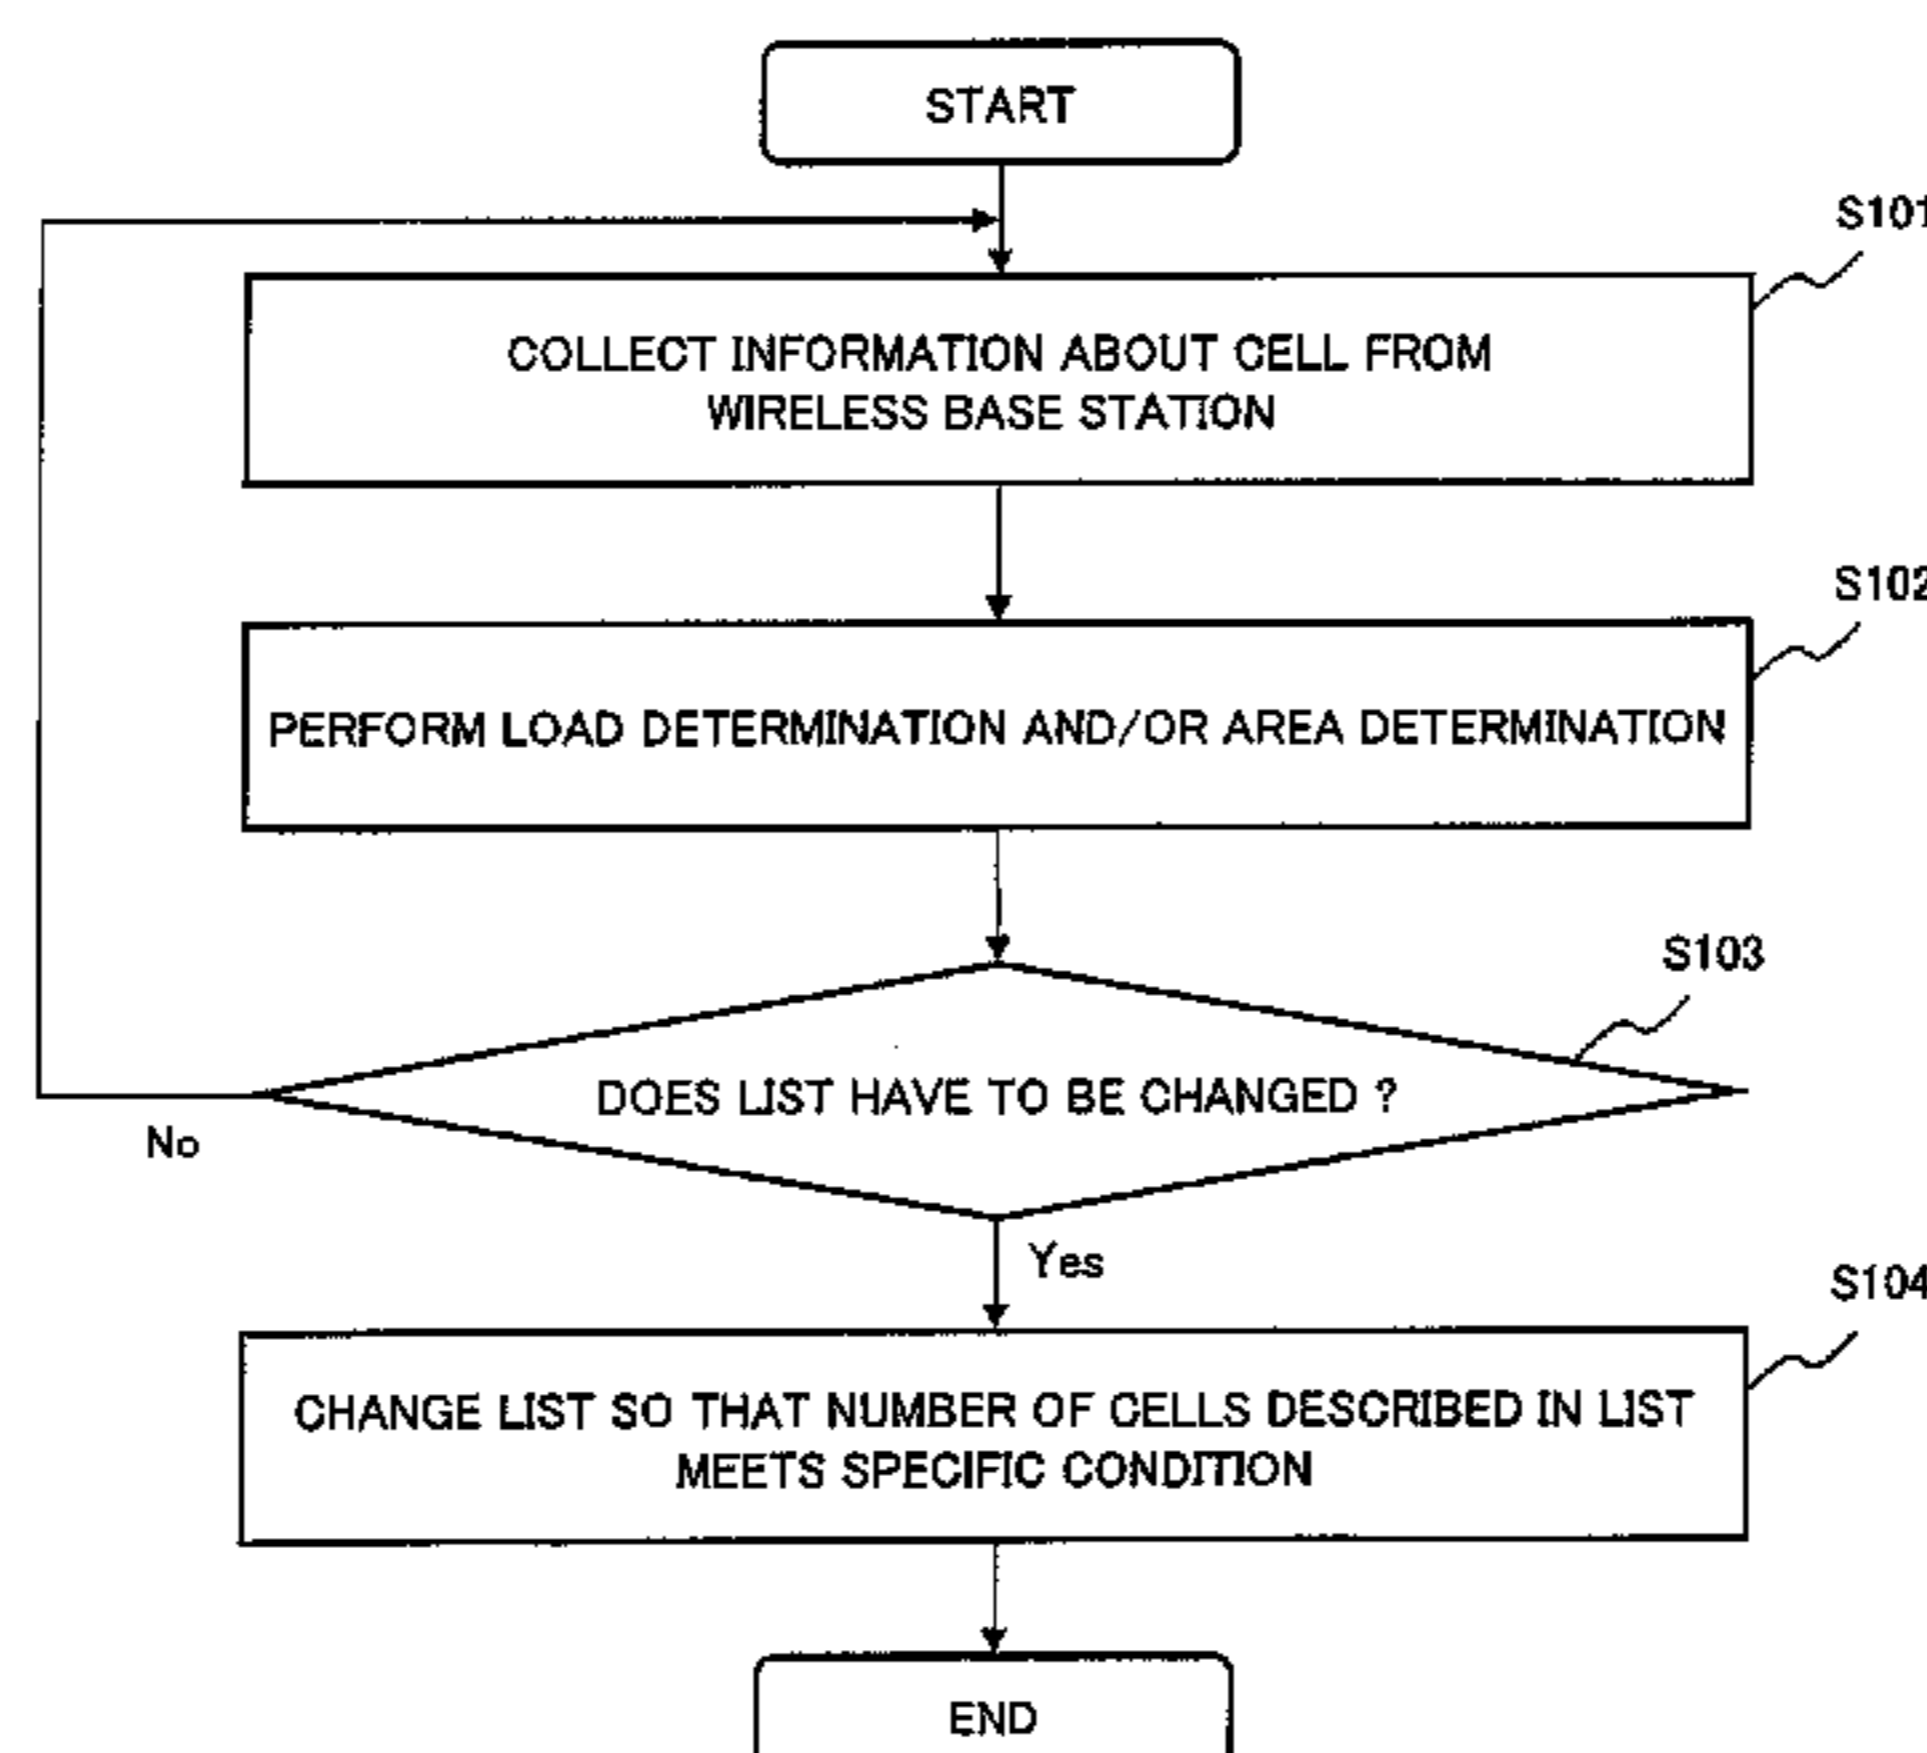 START
S101
COLLECT INFORMATION ABOUT CELL FROM
WIRELESS BASE STATION
S102
PERFORM LOAD DETERMINATION AND/OR AREA DETERMINATION
S103
DOES LIST HAVE TO BE CHANGED ?
No
Yes
S104
CHANGE LIST SO THAT NUMBER OF CELLS DESCRIBED IN LIST
MEETS SPECIFIC CONDITION
END